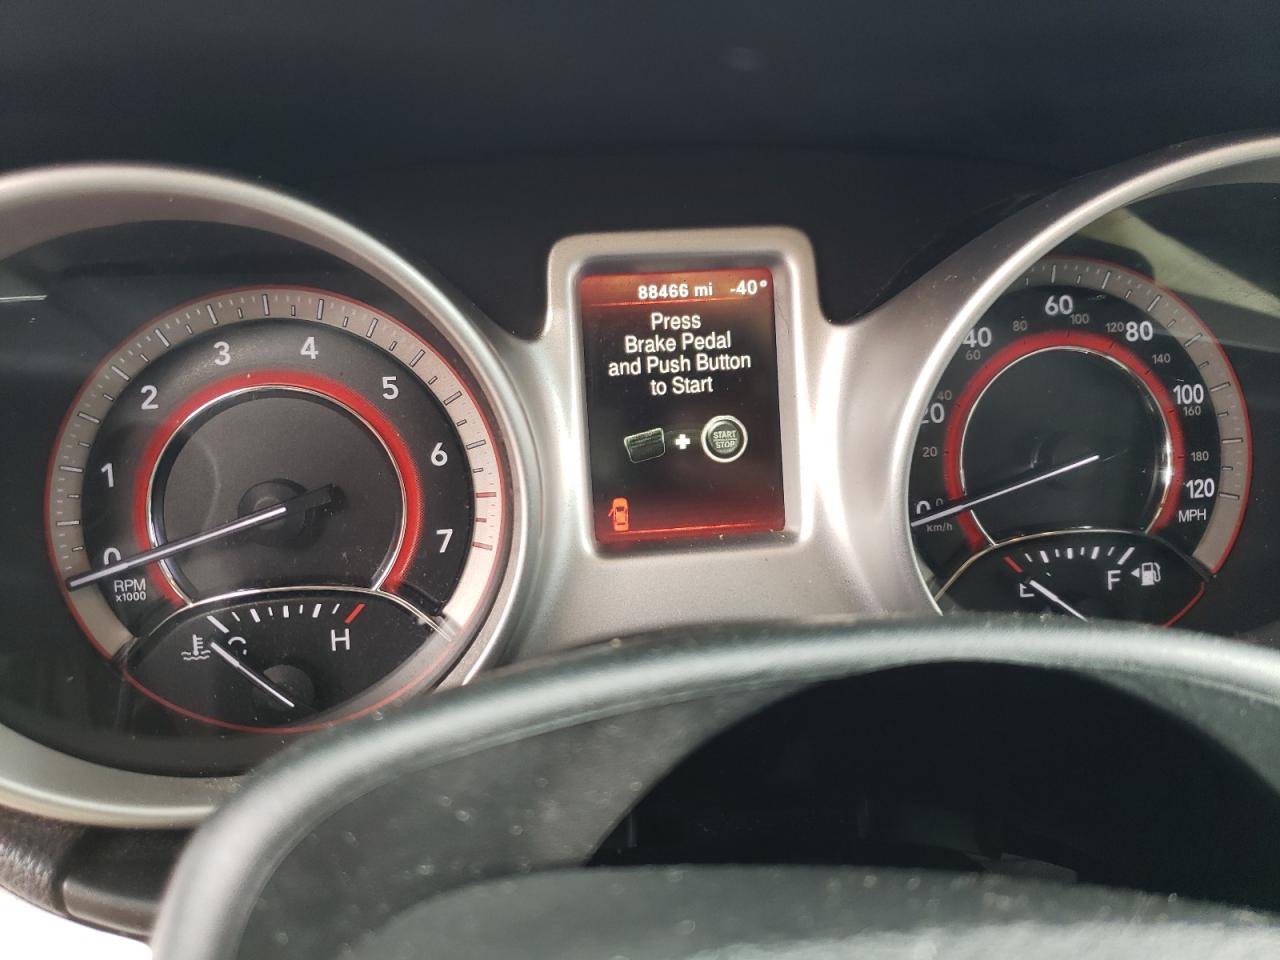 88466 mi -40°
Press
Brake Pedal
and Push Button
to Start
START
STOP
0
1
2
3
4
5
6
7
RPM
x1000
C
H
0
20
40
60
80
100
120
MPH
0
20
40
60
80
100
120
140
160
180
km/h
E
F